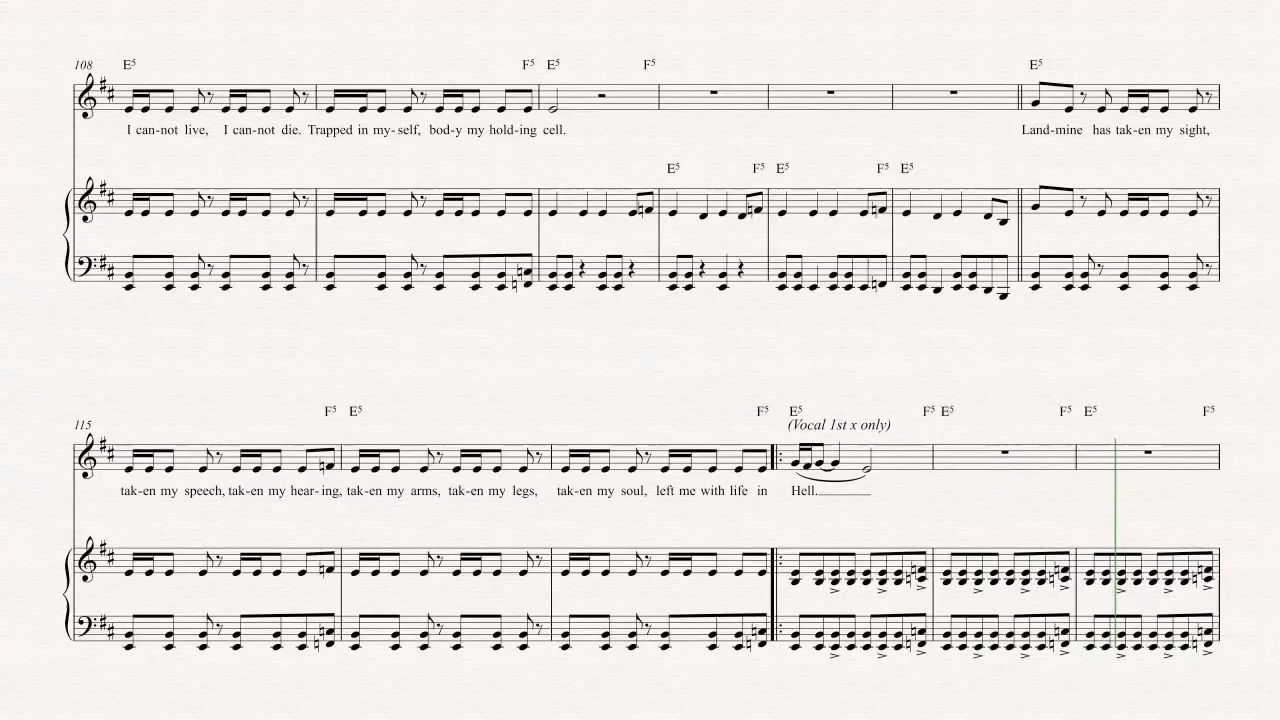 108 E5 F5 E5 F5 E5
I can-not live, I can-not die. Trapped in my-self, bod-y my hold-ing cell. Land-mine has tak-en my sight,
E5 F5 E5 F5 E5
115 F5 E5 F5 E5 F5 E5 F5 E5 F5
(Vocal 1st x only)
tak-en my speech, tak-en my hear-ing, tak-en my arms, tak-en my legs, tak-en my soul, left me with life in Hell.